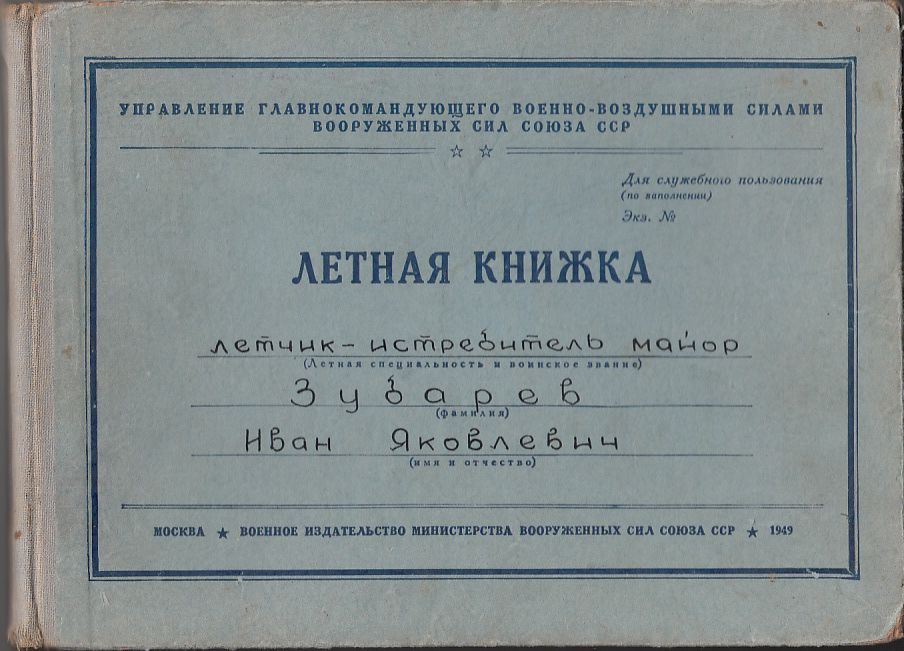 УПРАВЛЕНИЕ ГЛАВНОКОМАНДУЮЩЕГО ВОЕННО-ВОЗДУШНЫМИ СИЛАМИ
ВООРУЖЕННЫХ СИЛ СОЮЗА ССР
☆ ☆
Для служебного пользования
(по наполнении)
Экз. №
ЛЕТНАЯ КНИЖКА
летчик-истребитель майор
(Летная специальность и воинское звание)
Зубарев
(фамилия)
Иван Яковлевич
(имя и отчество)
МОСКВА ★ ВОЕННОЕ ИЗДАТЕЛЬСТВО МИНИСТЕРСТВА ВООРУЖЕННЫХ СИЛ СОЮЗА ССР ★ 1949